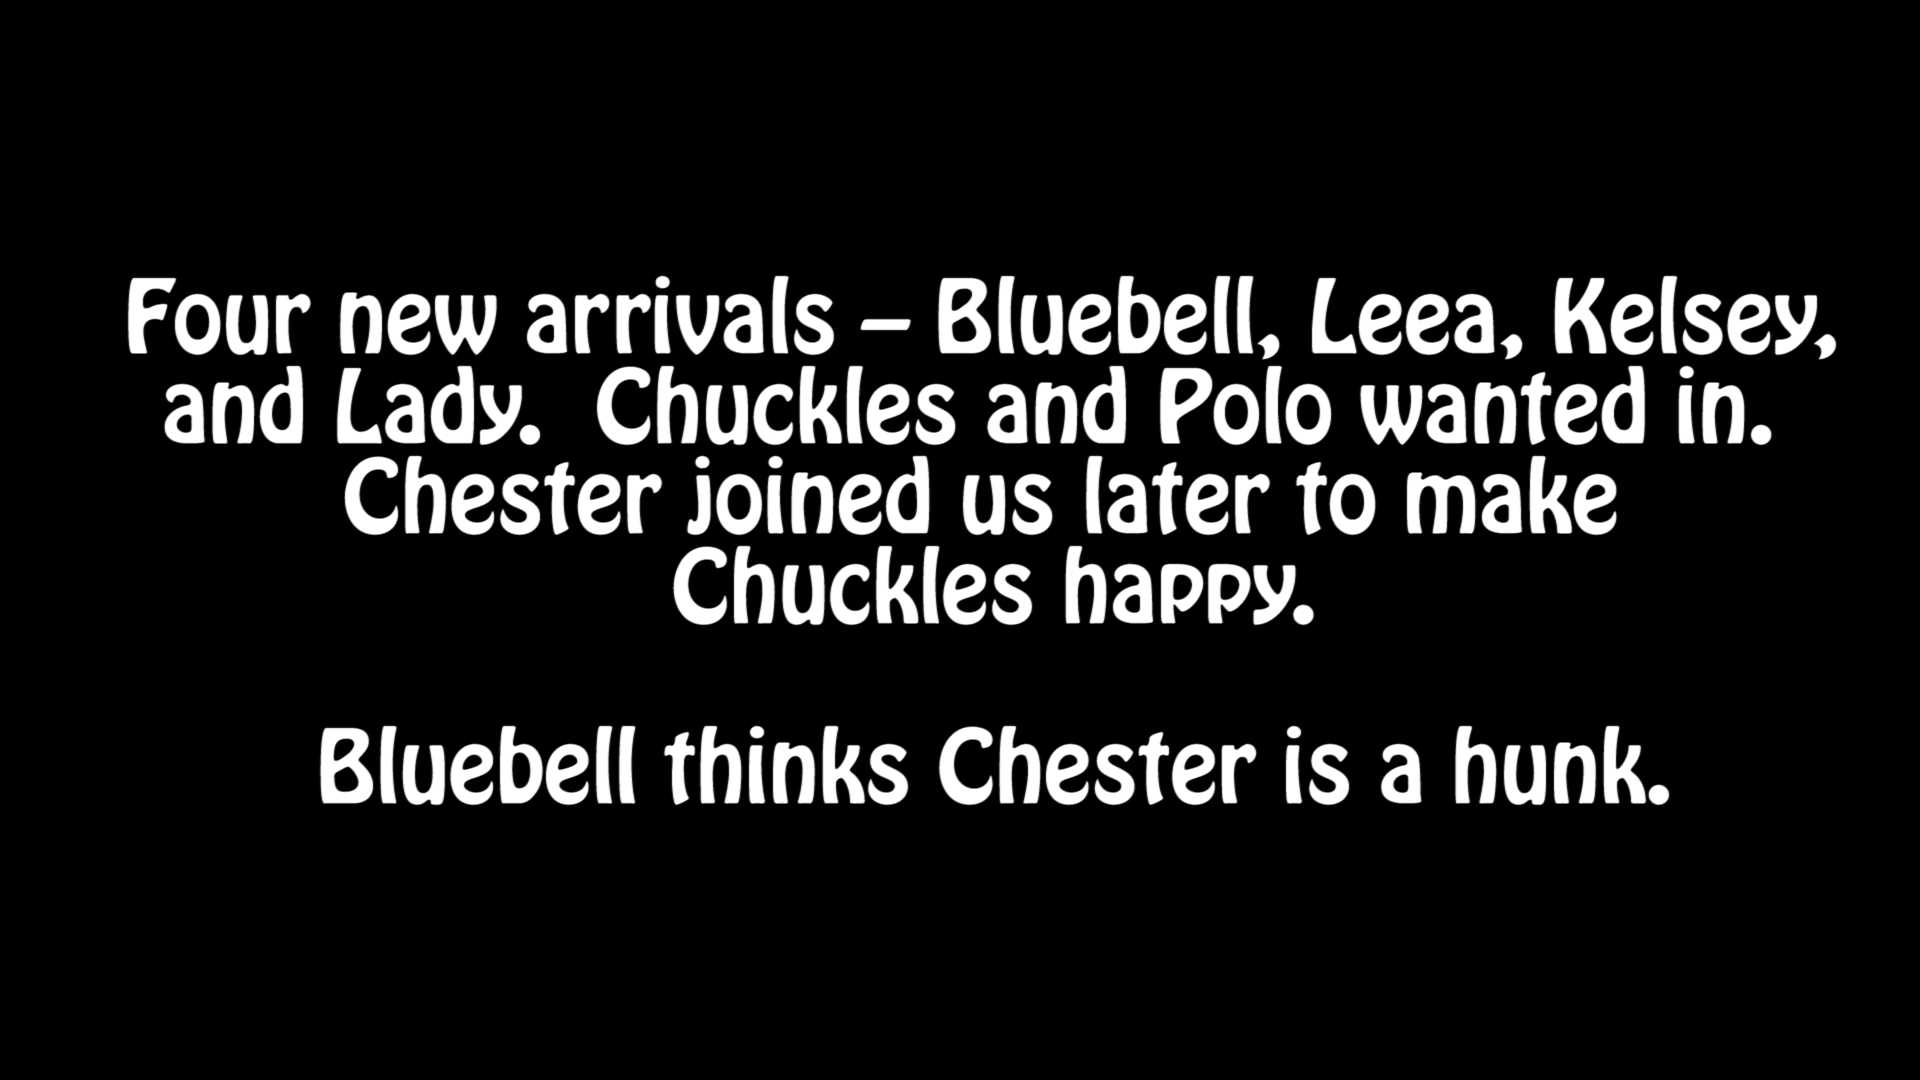 Four new arrivals – Bluebell, Leea, Kelsey,
and Lady.  Chuckles and Polo wanted in.
Chester joined us later to make
Chuckles happy.
Bluebell thinks Chester is a hunk.